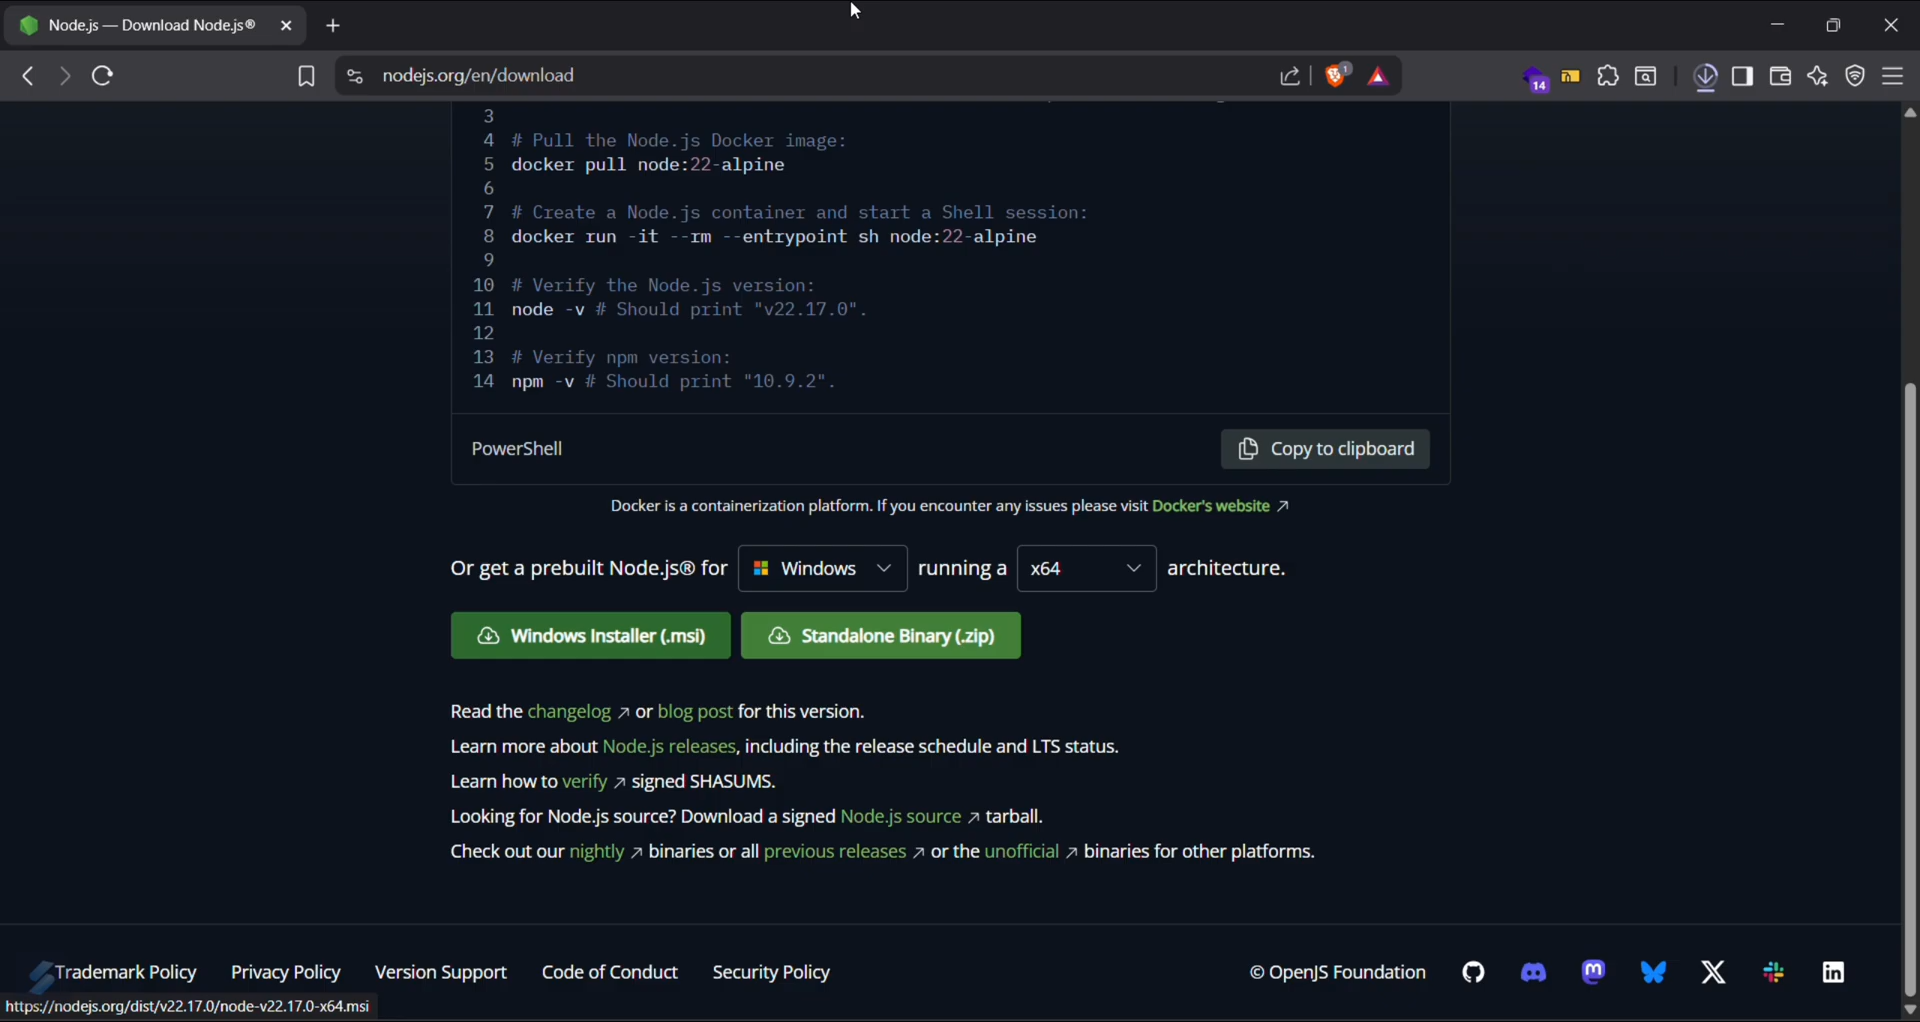 Node.js — Download Node.js®
nodejs.org/en/download
1
14
3
4 # Pull the Node.js Docker image:
5 docker pull node:22-alpine
6
7 # Create a Node.js container and start a Shell session:
8 docker run -it --rm --entrypoint sh node:22-alpine
9
10 # Verify the Node.js version:
11 node -v # Should print "v22.17.0".
12
13 # Verify npm version:
14 npm -v # Should print "10.9.2".
PowerShell
Copy to clipboard
Docker is a containerization platform. If you encounter any issues please visit Docker's website ↗
Or get a prebuilt Node.js® for Windows running a x64 architecture.
Windows Installer (.msi) Standalone Binary (.zip)
Read the changelog ↗ or blog post for this version.
Learn more about Node.js releases, including the release schedule and LTS status.
Learn how to verify ↗ signed SHASUMS.
Looking for Node.js source? Download a signed Node.js source ↗ tarball.
Check out our nightly ↗ binaries or all previous releases ↗ or the unofficial ↗ binaries for other platforms.
Trademark Policy Privacy Policy Version Support Code of Conduct Security Policy © OpenJS Foundation
https://nodejs.org/dist/v22.17.0/node-v22.17.0-x64.msi